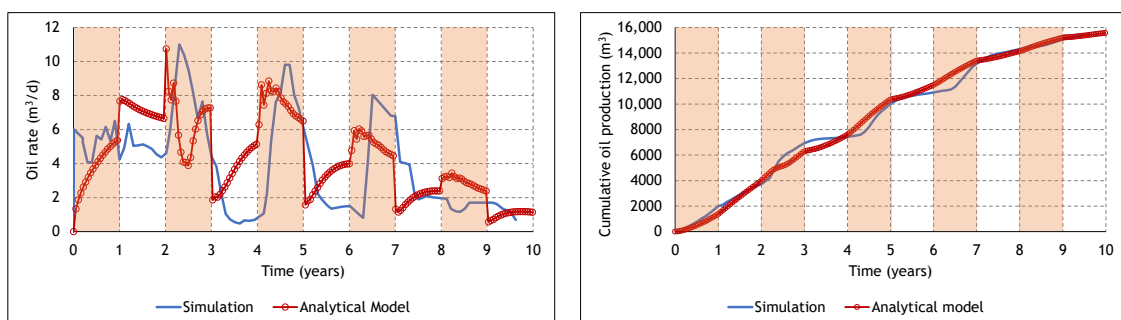 Oil rate (m³/d)
12
10
8
6
4
2
0
0 1 2 3 4 5 6 7 8 9 10
Time (years)
Simulation Analytical Model
Cumulative oil production (m³)
16,000
14,000
12,000
10,000
8000
6000
4000
2000
0
0 1 2 3 4 5 6 7 8 9 10
Time (years)
Simulation Analytical model